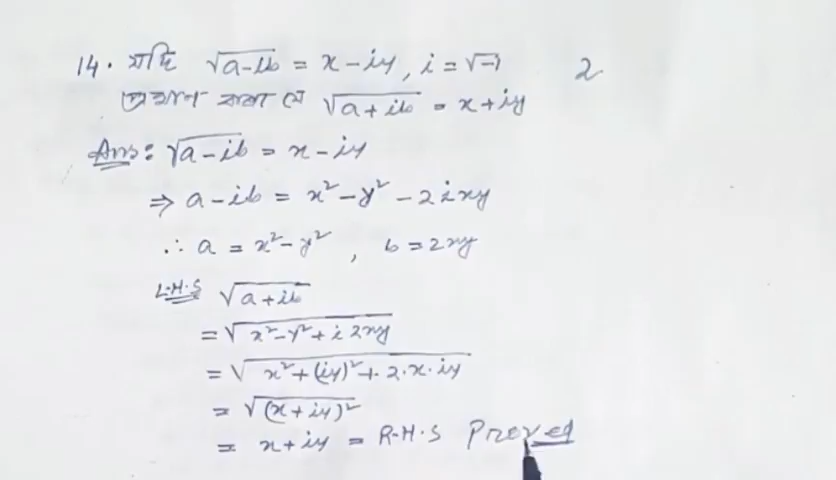 14. যদি √a-ib = x-iy, i = √-1 2
প্রমাণ করা যে √a+ib = x+iy
Ans: √a-ib = x-iy
⇒ a-ib = x²-y² - 2ixy
∴ a = x²-y², b = 2xy
L.H.S √a+ib
= √x²-y²+i2xy
= √x²+(iy)²+2·x·iy
= √(x+iy)²
= x+iy = R.H.S Proved